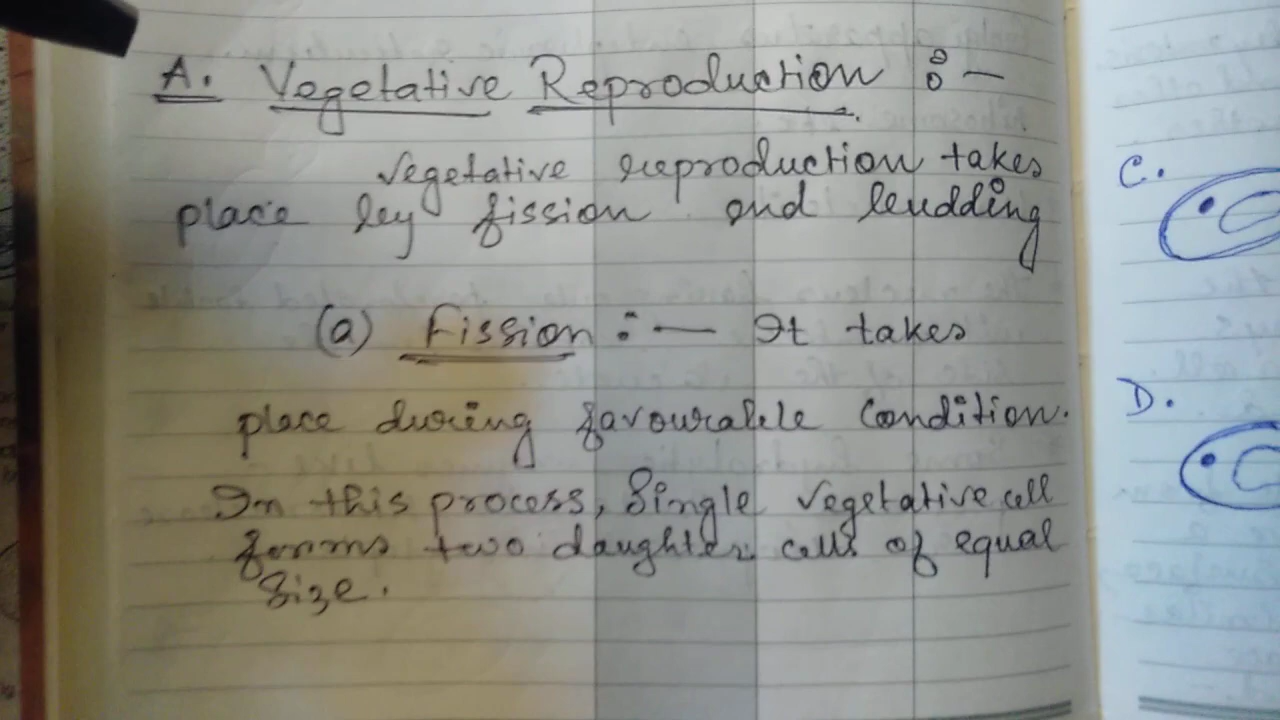 A. Vegetative Reproduction :—
Vegetative reproduction takes
place by fission and budding
(a) Fission :— It takes
place during favourable condition.
In this process, Single vegetative cell
forms two daughter cells of equal
Size.
C.
D.